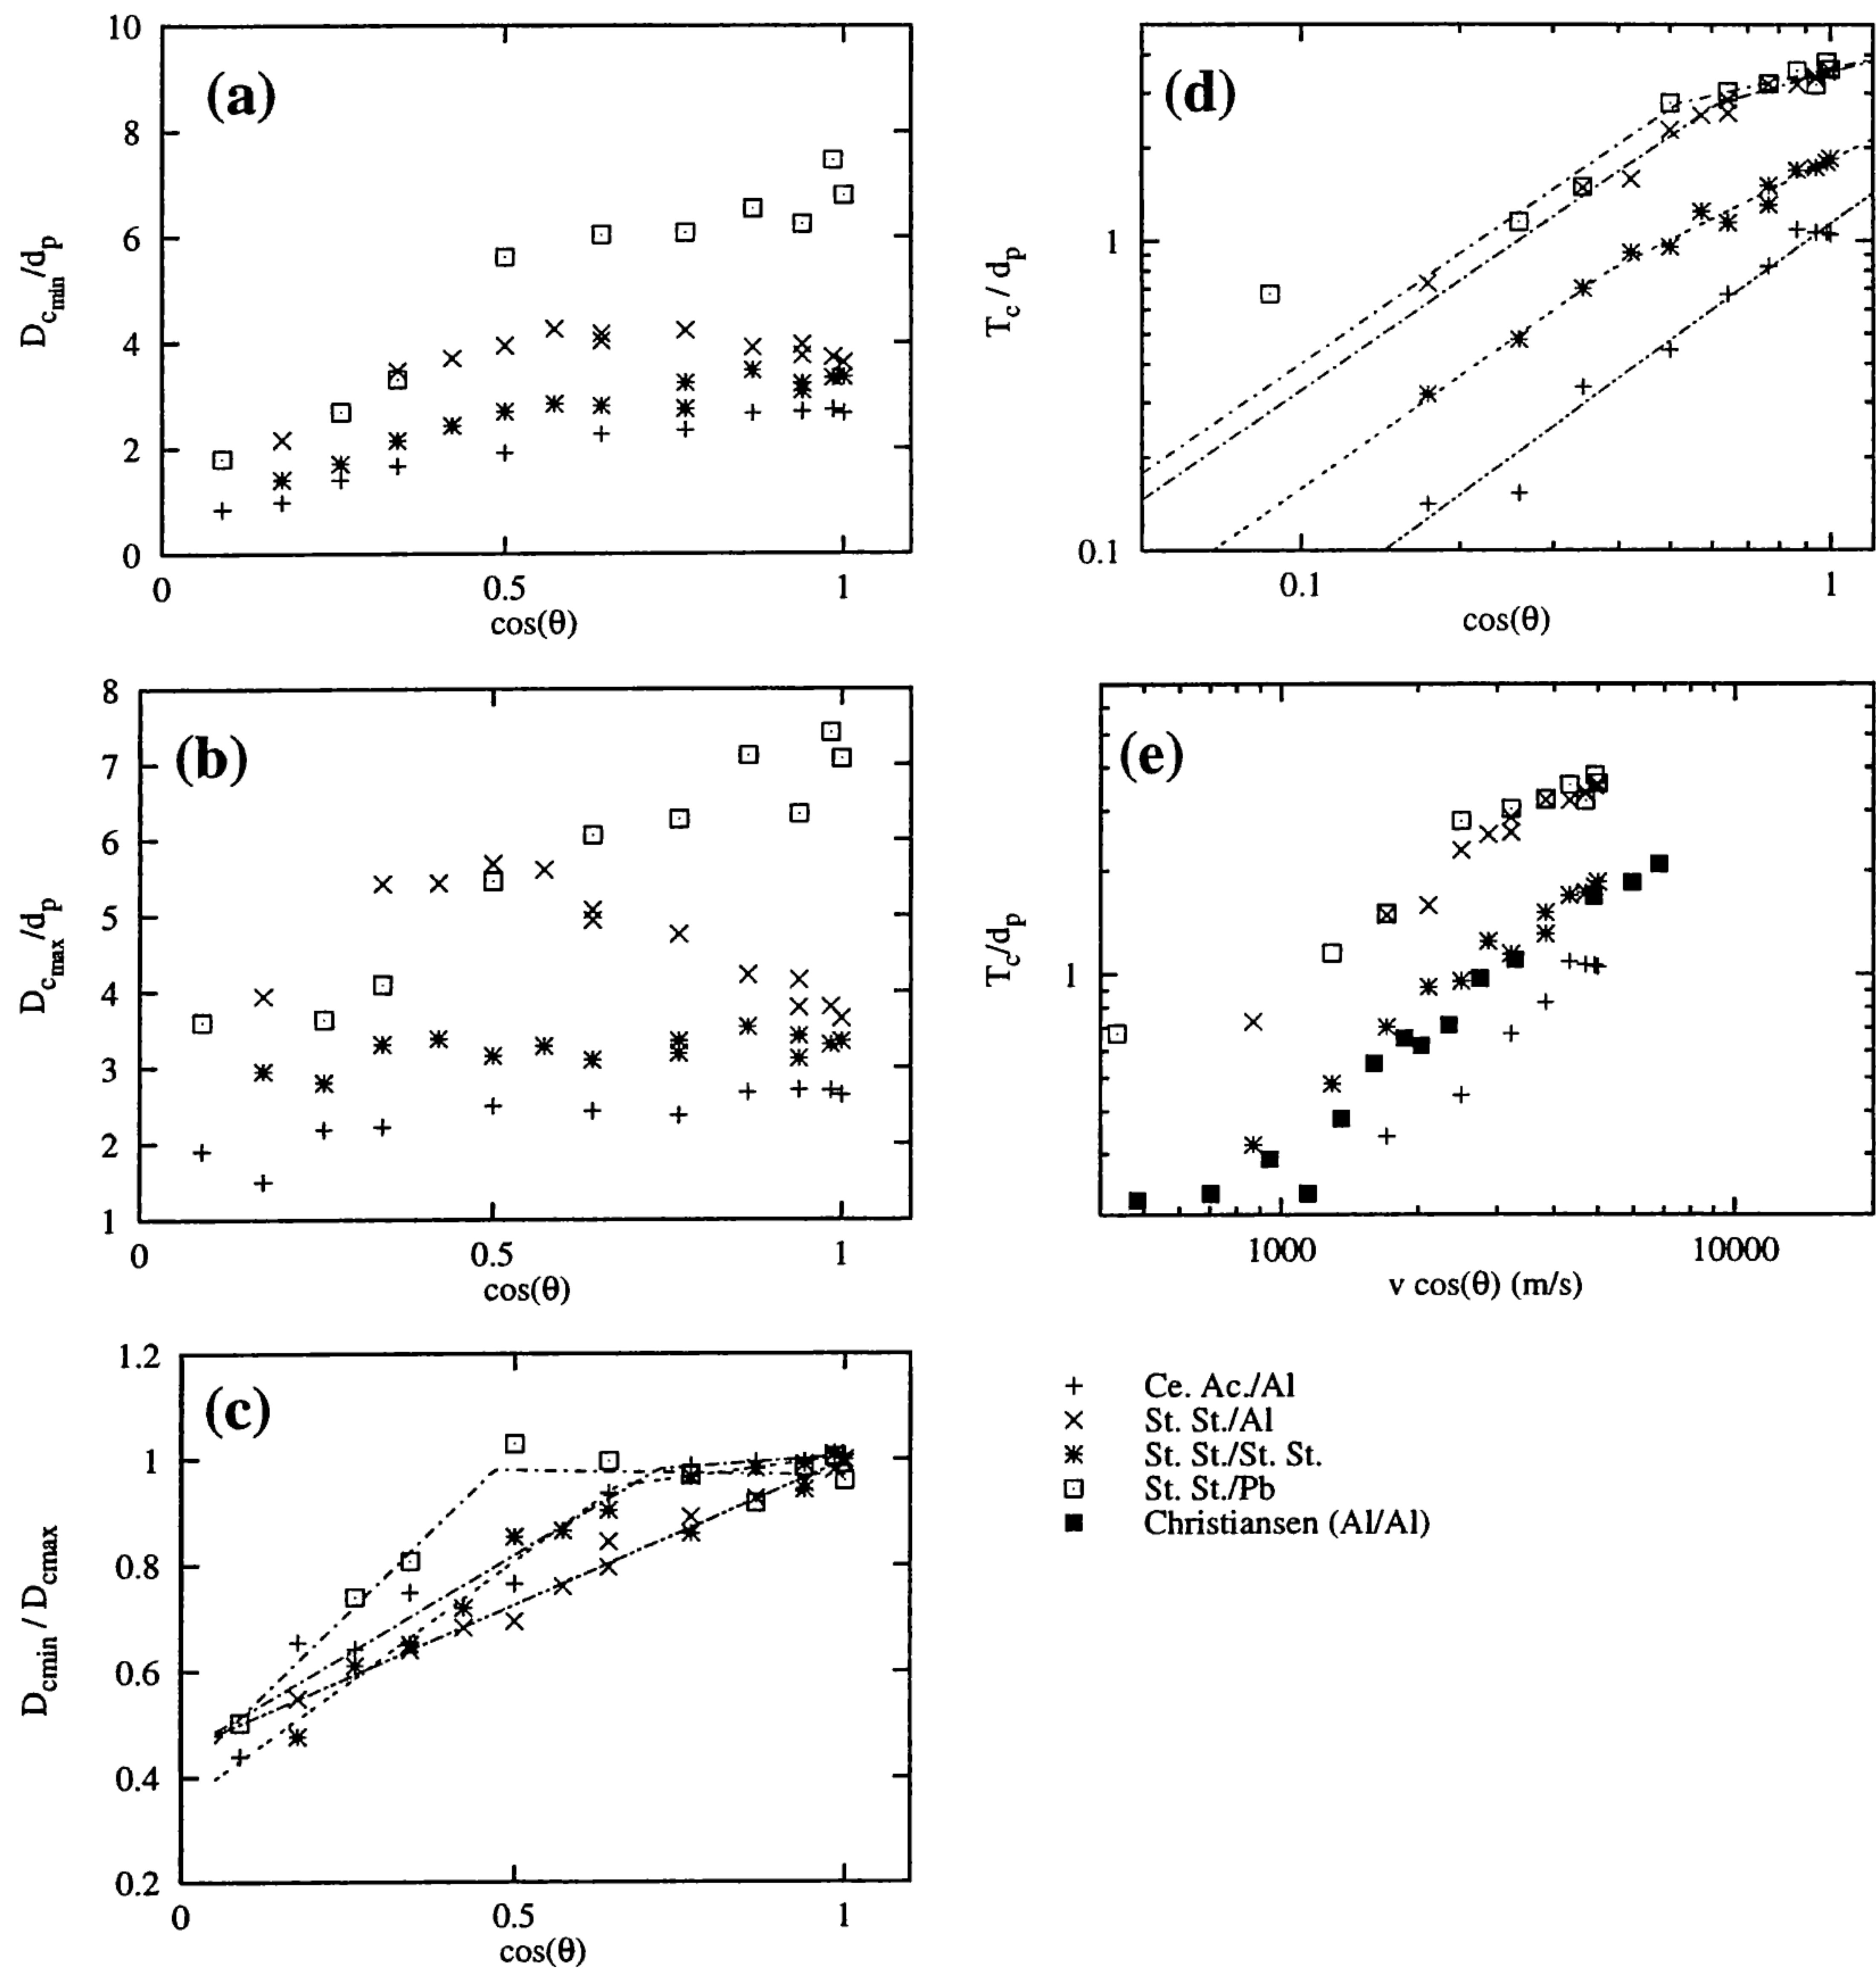 (a)
10
8
6
4
2
0
0
0.5
1
cos(θ)
D_cmin/d_p
(d)
1
0.1
0.1
1
cos(θ)
T_c / d_p
(b)
8
7
6
5
4
3
2
1
0
0.5
1
cos(θ)
D_cmax/d_p
(e)
1
1000
10000
v cos(θ) (m/s)
T_c/d_p
(c)
1.2
1
0.8
0.6
0.4
0.2
0
0.5
1
cos(θ)
D_cmin / D_cmax
Ce. Ac./Al
St. St./Al
St. St./St. St.
St. St./Pb
Christiansen (Al/Al)